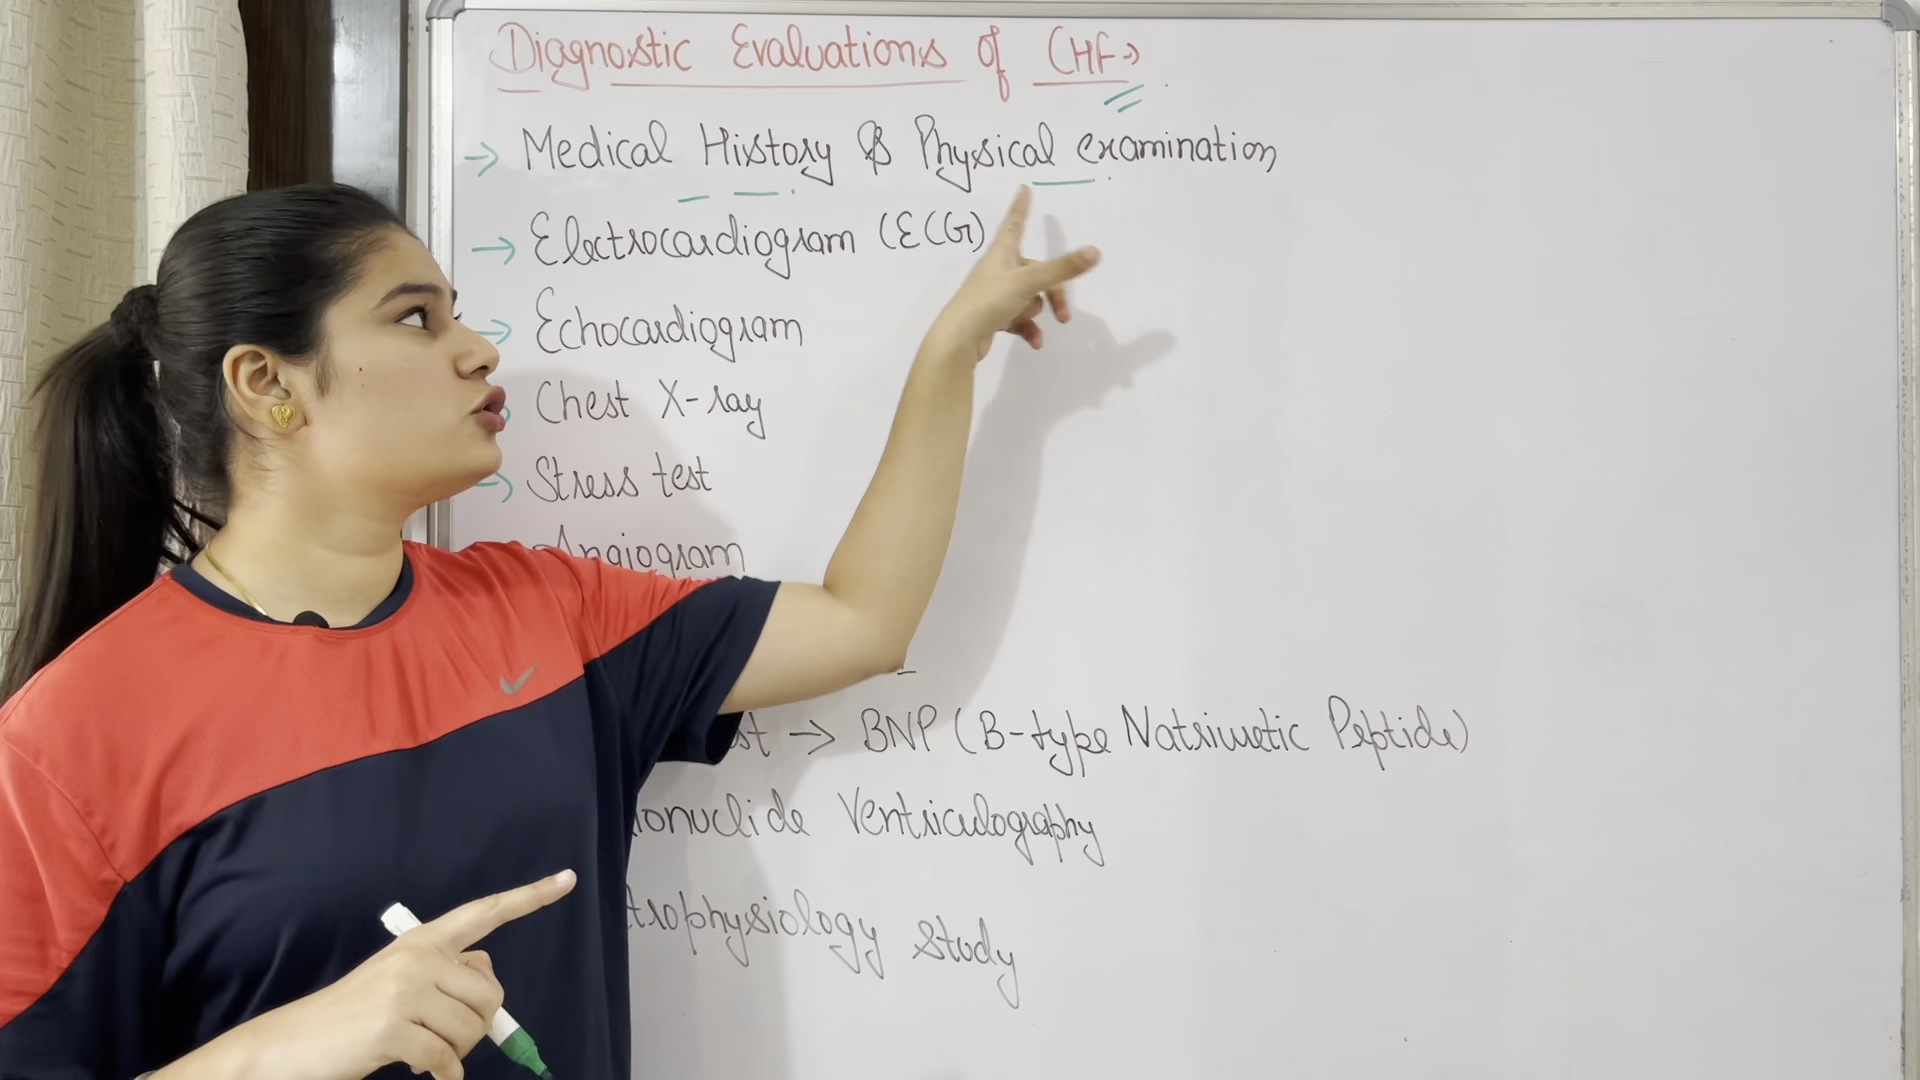 Diagnostic Evaluations of CHF→
→ Medical History & Physical examination
→ Electrocardiogram (ECG)
→ Echocardiogram
Chest X-ray
→ Stress test
Angiogram
→ BNP (B-type Natriuretic Peptide)
Ventriculography
study